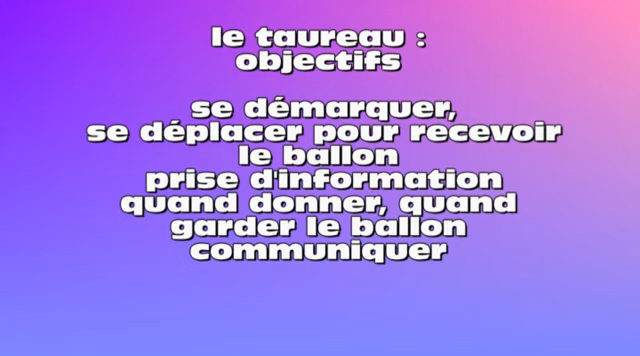 le taureau :
objectifs
se démarquer,
se déplacer pour recevoir
le ballon
prise d'information
quand donner, quand
garder le ballon
communiquer